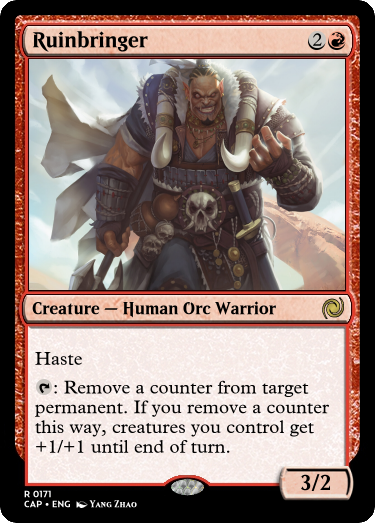 Ruinbringer 2
Creature — Human Orc Warrior
Haste
: Remove a counter from target
permanent. If you remove a counter
this way, creatures you control get
+1/+1 until end of turn.
3/2
R 0171
CAP • ENG Yang Zhao